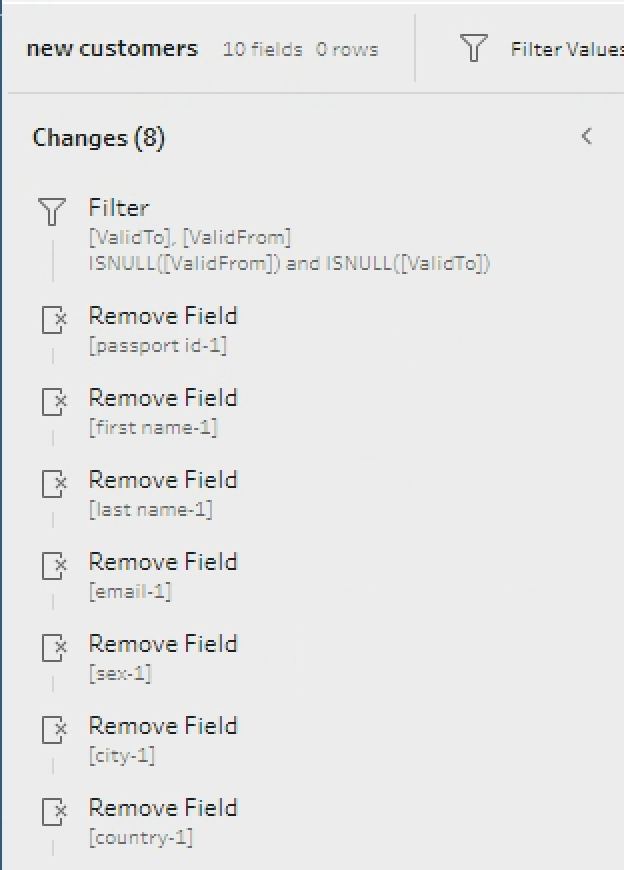 new customers 10 fields 0 rows Filter Values
Changes (8)
Filter
[ValidTo], [ValidFrom]
ISNULL([ValidFrom]) and ISNULL([ValidTo])
Remove Field
[passport id-1]
Remove Field
[first name-1]
Remove Field
[last name-1]
Remove Field
[email-1]
Remove Field
[sex-1]
Remove Field
[city-1]
Remove Field
[country-1]